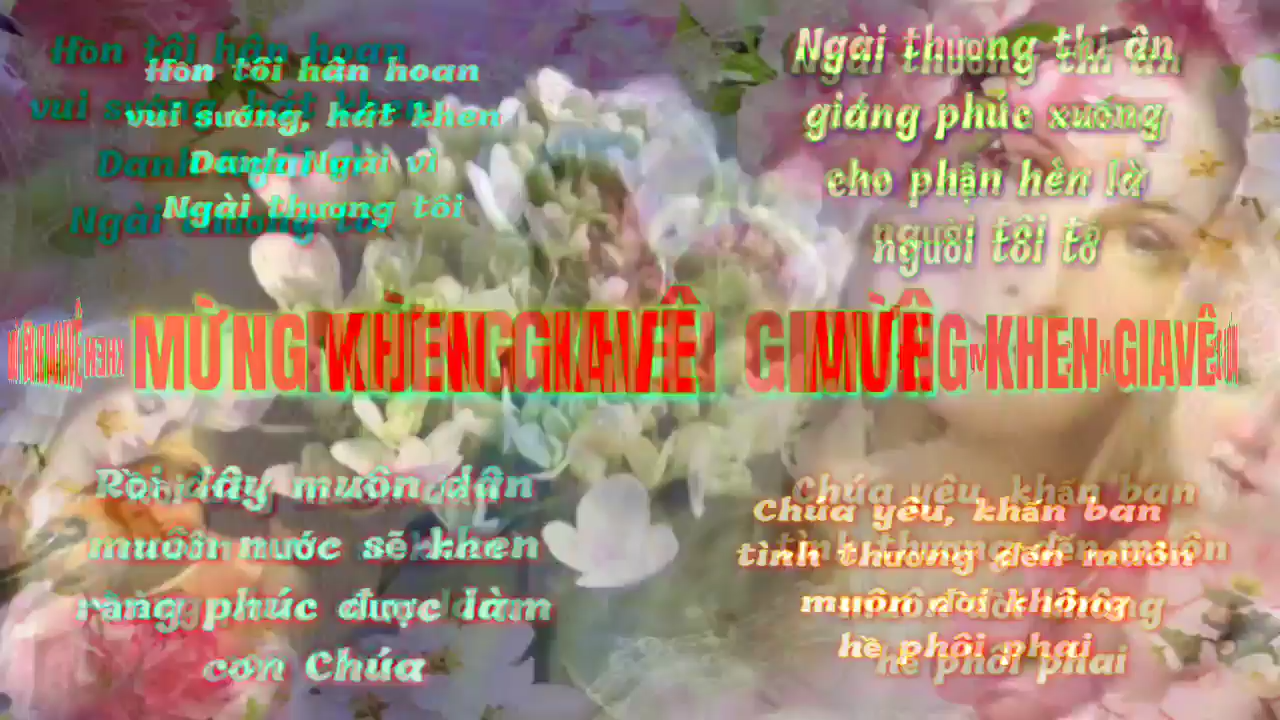 Hồn tôi hân hoan
vui sướng, hát khen
Danh Ngài vì
Ngài thương tôi
Ngài thương thi ân
giáng phúc xuống
cho phận hèn là
người tôi tớ
MỪNG KHEN GIAVÊ
MỪNG KHEN GIAVÊ
Rồi đây muôn dân
muôn nước sẽ khen
rằng phúc được làm
con Chúa
Chúa yêu, khấn ban
tình thương đến muôn
muôn đời không
hề phôi phai